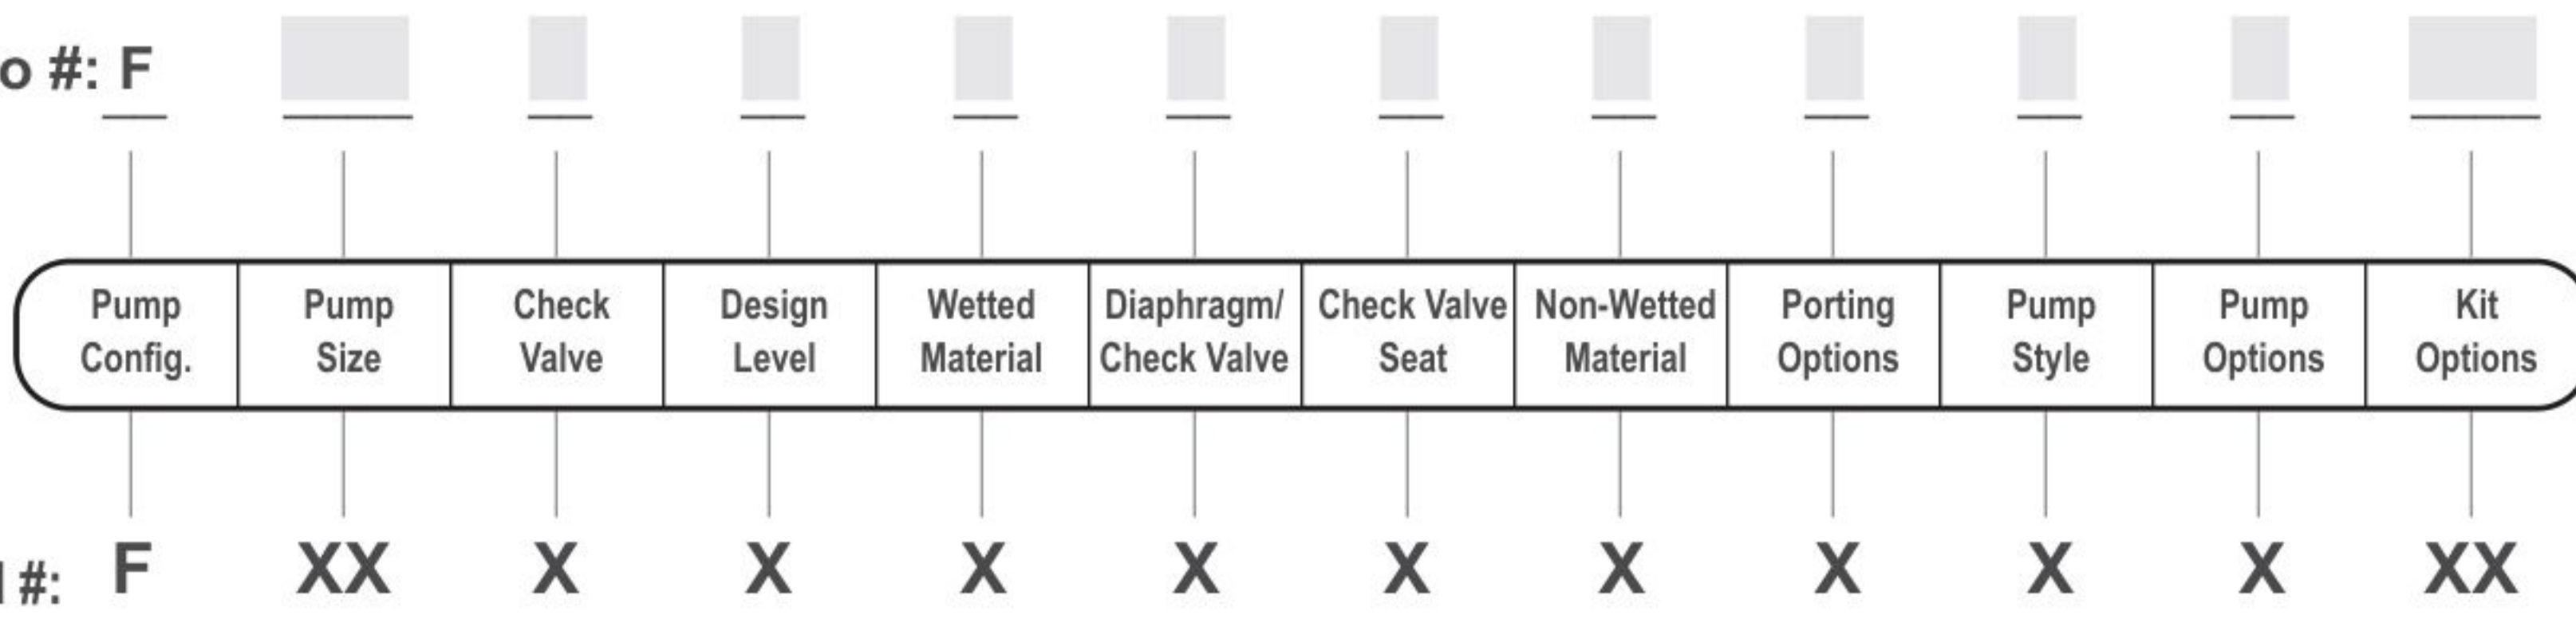 o #: F
Pump Pump Check Design Wetted Diaphragm/ Check Valve Non-Wetted Porting Pump Pump Kit
Config. Size Valve Level Material Check Valve Seat Material Options Style Options Options
#: F XX X X X X X X X X X XX